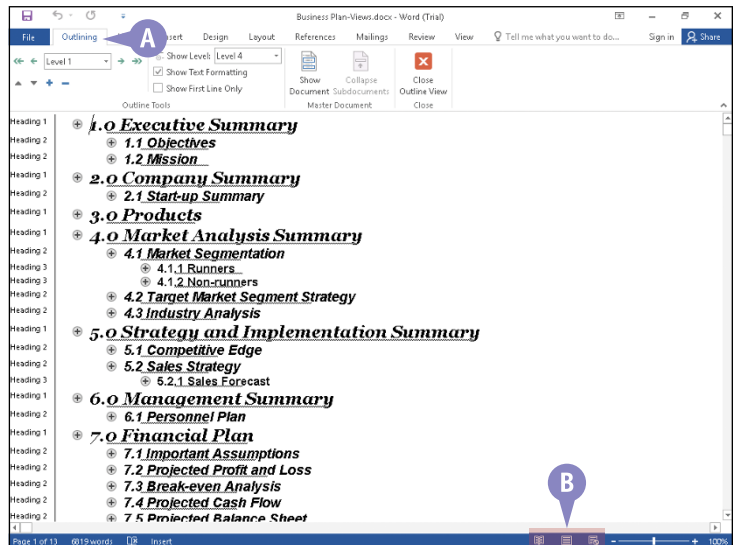 Business Plan-Views.docx - Word (Trial)
File Outlining A Insert Design Layout References Mailings Review View Tell me what you want to do... Sign in Share
Level 1 Show Level: Level 4
Show Text Formatting
Show First Line Only
Show Document
Collapse Subdocuments
Close Outline View
Outline Tools Master Document Close
Heading 1 1.0 Executive Summary
Heading 2 1.1 Objectives
Heading 2 1.2 Mission
Heading 1 2.0 Company Summary
Heading 2 2.1 Start-up Summary
Heading 1 3.0 Products
Heading 1 4.0 Market Analysis Summary
Heading 2 4.1 Market Segmentation
Heading 3 4.1.1 Runners
Heading 3 4.1.2 Non-runners
Heading 2 4.2 Target Market Segment Strategy
Heading 2 4.3 Industry Analysis
Heading 1 5.0 Strategy and Implementation Summary
Heading 2 5.1 Competitive Edge
Heading 2 5.2 Sales Strategy
Heading 3 5.2.1 Sales Forecast
Heading 1 6.0 Management Summary
Heading 2 6.1 Personnel Plan
Heading 1 7.0 Financial Plan
Heading 2 7.1 Important Assumptions
Heading 2 7.2 Projected Profit and Loss
Heading 2 7.3 Break-even Analysis
Heading 2 7.4 Projected Cash Flow
Heading 2 7.5 Projected Balance Sheet
B
Page 1 of 13 6819 words Insert 100%